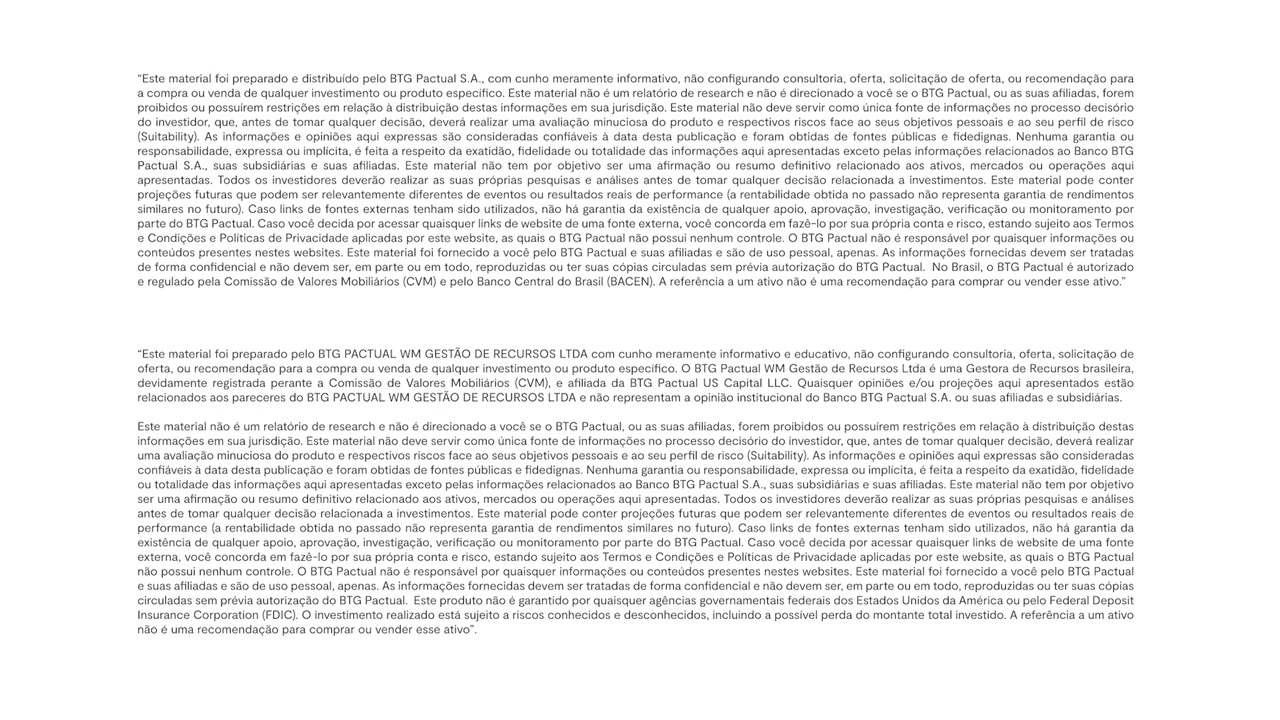 “Este material foi preparado e distribuído pelo BTG Pactual S.A., com cunho meramente informativo, não configurando consultoria, oferta, solicitação de oferta, ou recomendação para
a compra ou venda de qualquer investimento ou produto específico. Este material não é um relatório de research e não é direcionado a você se o BTG Pactual, ou as suas afiliadas, forem
proibidos ou possuírem restrições em relação à distribuição destas informações em sua jurisdição. Este material não deve servir como única fonte de informações no processo decisório
do investidor, que, antes de tomar qualquer decisão, deverá realizar uma avaliação minuciosa do produto e respectivos riscos face ao seus objetivos pessoais e ao seu perfil de risco
(Suitability). As informações e opiniões aqui expressas são consideradas confiáveis à data desta publicação e foram obtidas de fontes públicas e fidedignas. Nenhuma garantia ou
responsabilidade, expressa ou implícita, é feita a respeito da exatidão, fidelidade ou totalidade das informações aqui apresentadas exceto pelas informações relacionados ao Banco BTG
Pactual S.A., suas subsidiárias e suas afiliadas. Este material não tem por objetivo ser uma afirmação ou resumo definitivo relacionado aos ativos, mercados ou operações aqui
apresentadas. Todos os investidores deverão realizar as suas próprias pesquisas e análises antes de tomar qualquer decisão relacionada a investimentos. Este material pode conter
projeções futuras que podem ser relevantemente diferentes de eventos ou resultados reais de performance (a rentabilidade obtida no passado não representa garantia de rendimentos
similares no futuro). Caso links de fontes externas tenham sido utilizados, não há garantia da existência de qualquer apoio, aprovação, investigação, verificação ou monitoramento por
parte do BTG Pactual. Caso você decida por acessar quaisquer links de website de uma fonte externa, você concorda em fazê-lo por sua própria conta e risco, estando sujeito aos Termos
e Condições e Políticas de Privacidade aplicadas por este website, as quais o BTG Pactual não possui nenhum controle. O BTG Pactual não é responsável por quaisquer informações ou
conteúdos presentes nestes websites. Este material foi fornecido a você pelo BTG Pactual e suas afiliadas e são de uso pessoal, apenas. As informações fornecidas devem ser tratadas
de forma confidencial e não devem ser, em parte ou em todo, reproduzidas ou ter suas cópias circuladas sem prévia autorização do BTG Pactual.  No Brasil, o BTG Pactual é autorizado
e regulado pela Comissão de Valores Mobiliários (CVM) e pelo Banco Central do Brasil (BACEN). A referência a um ativo não é uma recomendação para comprar ou vender esse ativo.”
“Este material foi preparado pelo BTG PACTUAL WM GESTÃO DE RECURSOS LTDA com cunho meramente informativo e educativo, não configurando consultoria, oferta, solicitação de
oferta, ou recomendação para a compra ou venda de qualquer investimento ou produto específico. O BTG Pactual WM Gestão de Recursos Ltda é uma Gestora de Recursos brasileira,
devidamente registrada perante a Comissão de Valores Mobiliários (CVM), e afiliada da BTG Pactual US Capital LLC. Quaisquer opiniões e/ou projeções aqui apresentados estão
relacionados aos pareceres do BTG PACTUAL WM GESTÃO DE RECURSOS LTDA e não representam a opinião institucional do Banco BTG Pactual S.A. ou suas afiliadas e subsidiárias.
Este material não é um relatório de research e não é direcionado a você se o BTG Pactual, ou as suas afiliadas, forem proibidos ou possuírem restrições em relação à distribuição destas
informações em sua jurisdição. Este material não deve servir como única fonte de informações no processo decisório do investidor, que, antes de tomar qualquer decisão, deverá realizar
uma avaliação minuciosa do produto e respectivos riscos face ao seus objetivos pessoais e ao seu perfil de risco (Suitability). As informações e opiniões aqui expressas são consideradas
confiáveis à data desta publicação e foram obtidas de fontes públicas e fidedignas. Nenhuma garantia ou responsabilidade, expressa ou implícita, é feita a respeito da exatidão, fidelidade
ou totalidade das informações aqui apresentadas exceto pelas informações relacionados ao Banco BTG Pactual S.A., suas subsidiárias e suas afiliadas. Este material não tem por objetivo
ser uma afirmação ou resumo definitivo relacionado aos ativos, mercados ou operações aqui apresentadas. Todos os investidores deverão realizar as suas próprias pesquisas e análises
antes de tomar qualquer decisão relacionada a investimentos. Este material pode conter projeções futuras que podem ser relevantemente diferentes de eventos ou resultados reais de
performance (a rentabilidade obtida no passado não representa garantia de rendimentos similares no futuro). Caso links de fontes externas tenham sido utilizados, não há garantia da
existência de qualquer apoio, aprovação, investigação, verificação ou monitoramento por parte do BTG Pactual. Caso você decida por acessar quaisquer links de website de uma fonte
externa, você concorda em fazê-lo por sua própria conta e risco, estando sujeito aos Termos e Condições e Políticas de Privacidade aplicadas por este website, as quais o BTG Pactual
não possui nenhum controle. O BTG Pactual não é responsável por quaisquer informações ou conteúdos presentes nestes websites. Este material foi fornecido a você pelo BTG Pactual
e suas afiliadas e são de uso pessoal, apenas. As informações fornecidas devem ser tratadas de forma confidencial e não devem ser, em parte ou em todo, reproduzidas ou ter suas cópias
circuladas sem prévia autorização do BTG Pactual.  Este produto não é garantido por quaisquer agências governamentais federais dos Estados Unidos da América ou pelo Federal Deposit
Insurance Corporation (FDIC). O investimento realizado está sujeito a riscos conhecidos e desconhecidos, incluindo a possível perda do montante total investido. A referência a um ativo
não é uma recomendação para comprar ou vender esse ativo”.